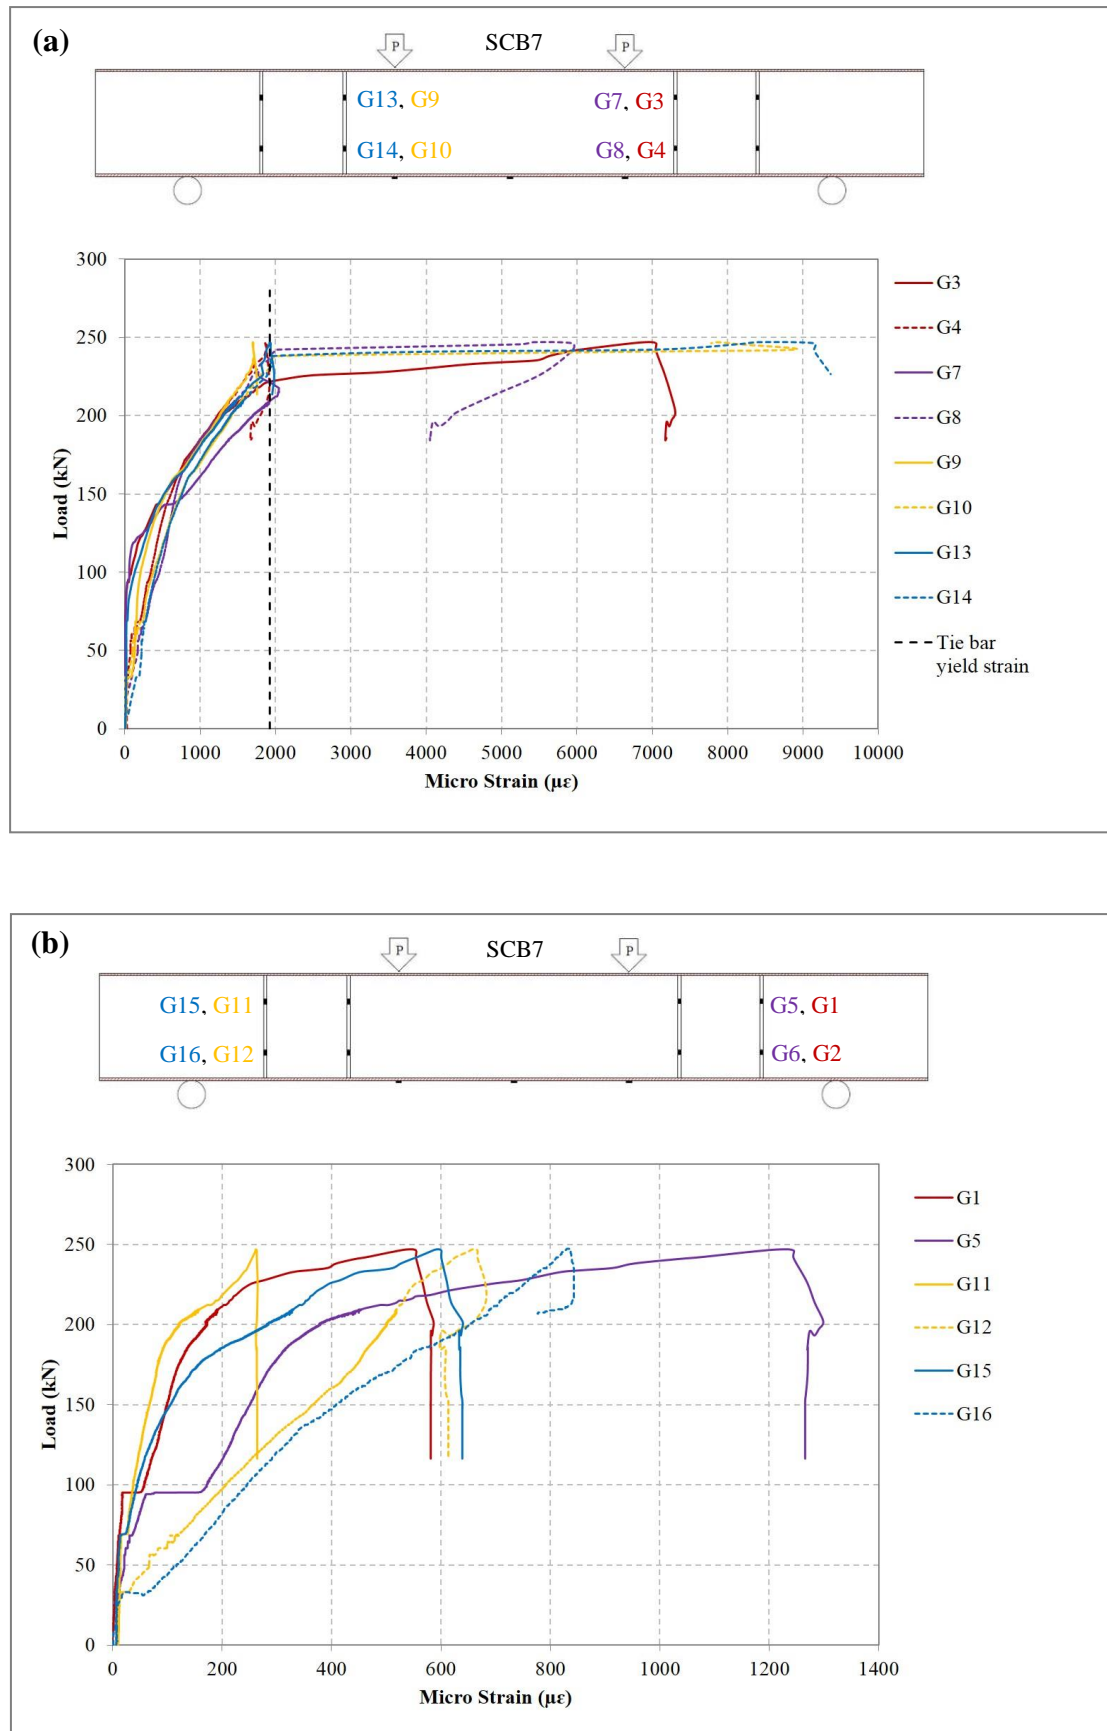 (a)
P SCB7 P
G13, G9 G7, G3
G14, G10 G8, G4
300
250
200
150
100
50
0
Load (kN)
0 1000 2000 3000 4000 5000 6000 7000 8000 9000 10000
Micro Strain (με)
G3
G4
G7
G8
G9
G10
G13
G14
Tie bar
yield strain
(b)
P SCB7 P
G15, G11 G5, G1
G16, G12 G6, G2
300
250
200
150
100
50
0
Load (kN)
0 200 400 600 800 1000 1200 1400
Micro Strain (με)
G1
G5
G11
G12
G15
G16